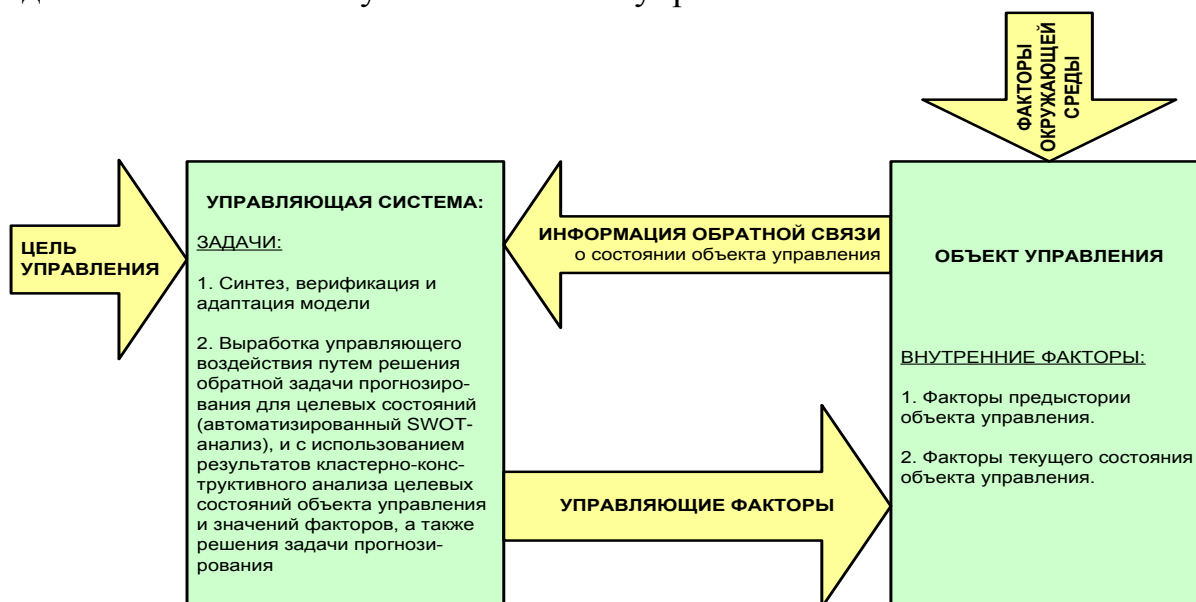 ФАКТОРЫ
ОКРУЖАЮЩЕЙ
СРЕДЫ
ЦЕЛЬ
УПРАВЛЕНИЯ
УПРАВЛЯЮЩАЯ СИСТЕМА:
ЗАДАЧИ:
1. Синтез, верификация и
адаптация модели
2. Выработка управляющего
воздействия путем решения
обратной задачи прогнозиро-
вания для целевых состояний
(автоматизированный SWOT-
анализ), и с использованием
результатов кластерно-конс-
труктивного анализа целевых
состояний объекта управления
и значений факторов, а также
решения задачи прогнози-
рования
ИНФОРМАЦИЯ ОБРАТНОЙ СВЯЗИ
о состоянии объекта управления
УПРАВЛЯЮЩИЕ ФАКТОРЫ
ОБЪЕКТ УПРАВЛЕНИЯ
ВНУТРЕННИЕ ФАКТОРЫ:
1. Факторы предыстории
объекта управления.
2. Факторы текущего состояния
объекта управления.